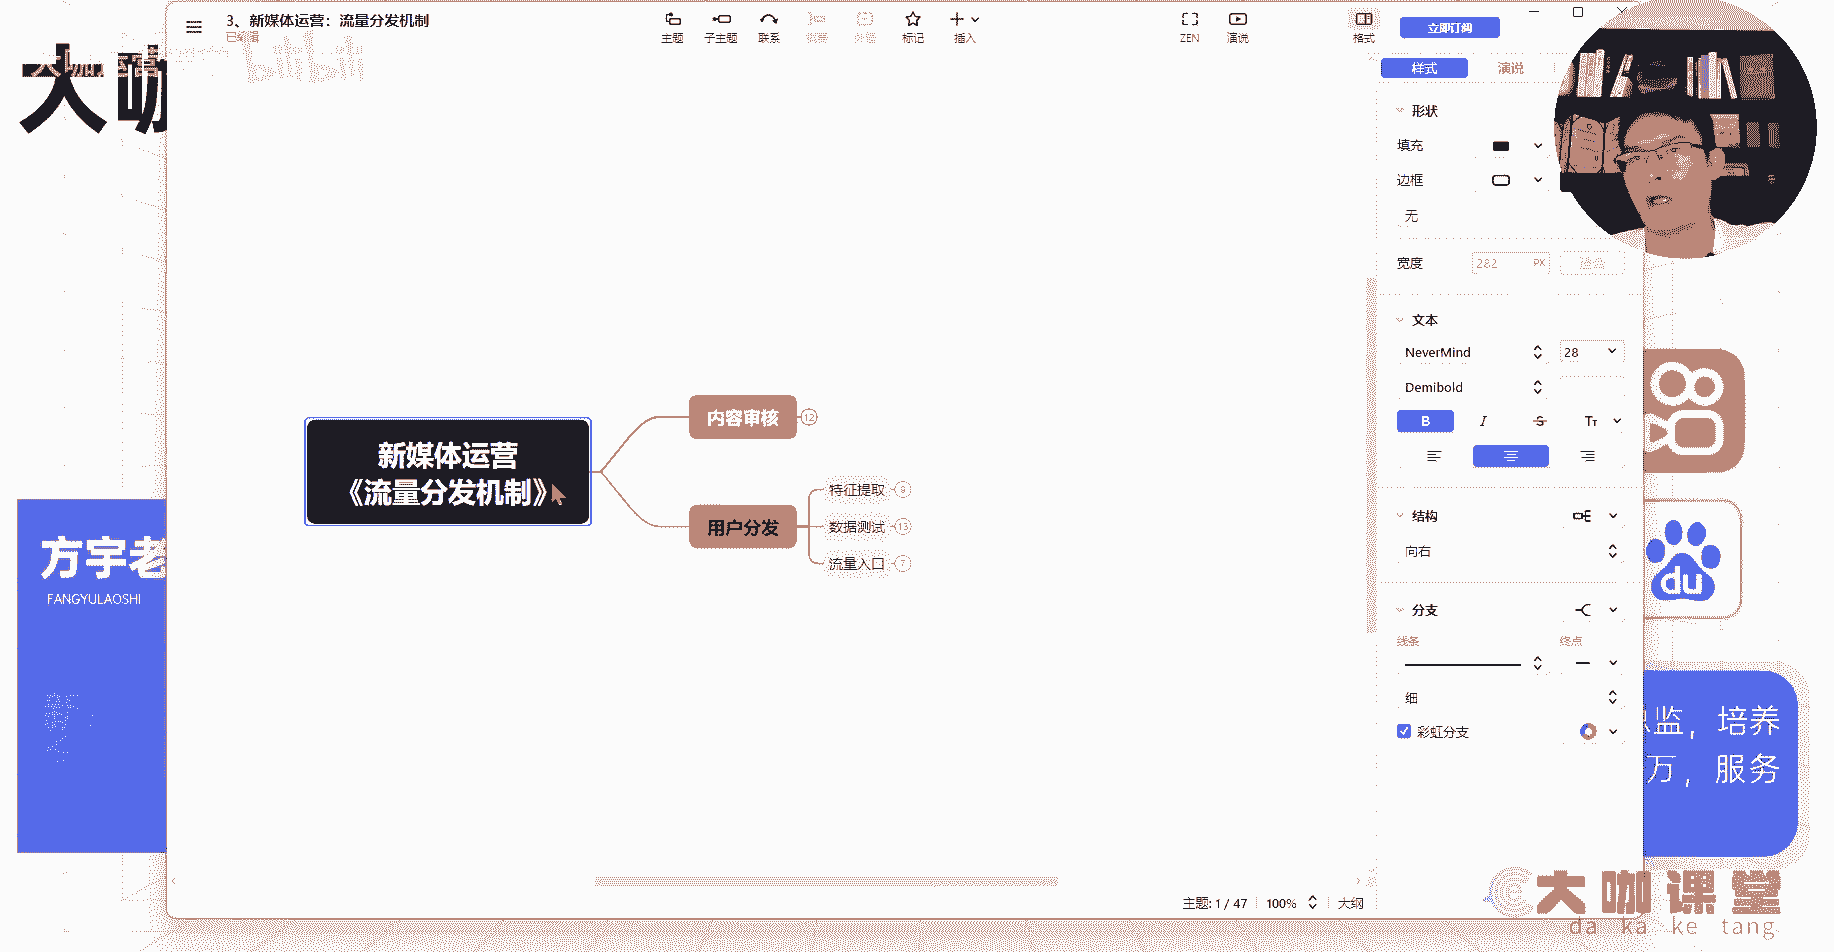 3、新媒体运营：流量分发机制
已编辑
主题
子主题
联系
概要
外框
标记
插入
ZEN
演说
格式
立即订阅
大咖
bilibili
样式
演说
形状
填充
边框
无
宽度
282
PX
文本
NeverMind
28
Demibold
B
I
S
Tт
结构
向右
分支
线条
终点
细
彩虹分支
新媒体运营
《流量分发机制》
内容审核
12
用户分发
特征提取
9
数据测试
13
流量入口
7
方宇老
FANGYULAOSHI
du
监，培养
万，服务
主题: 1 / 47
100%
大纲
大咖课堂
da ka ke tang